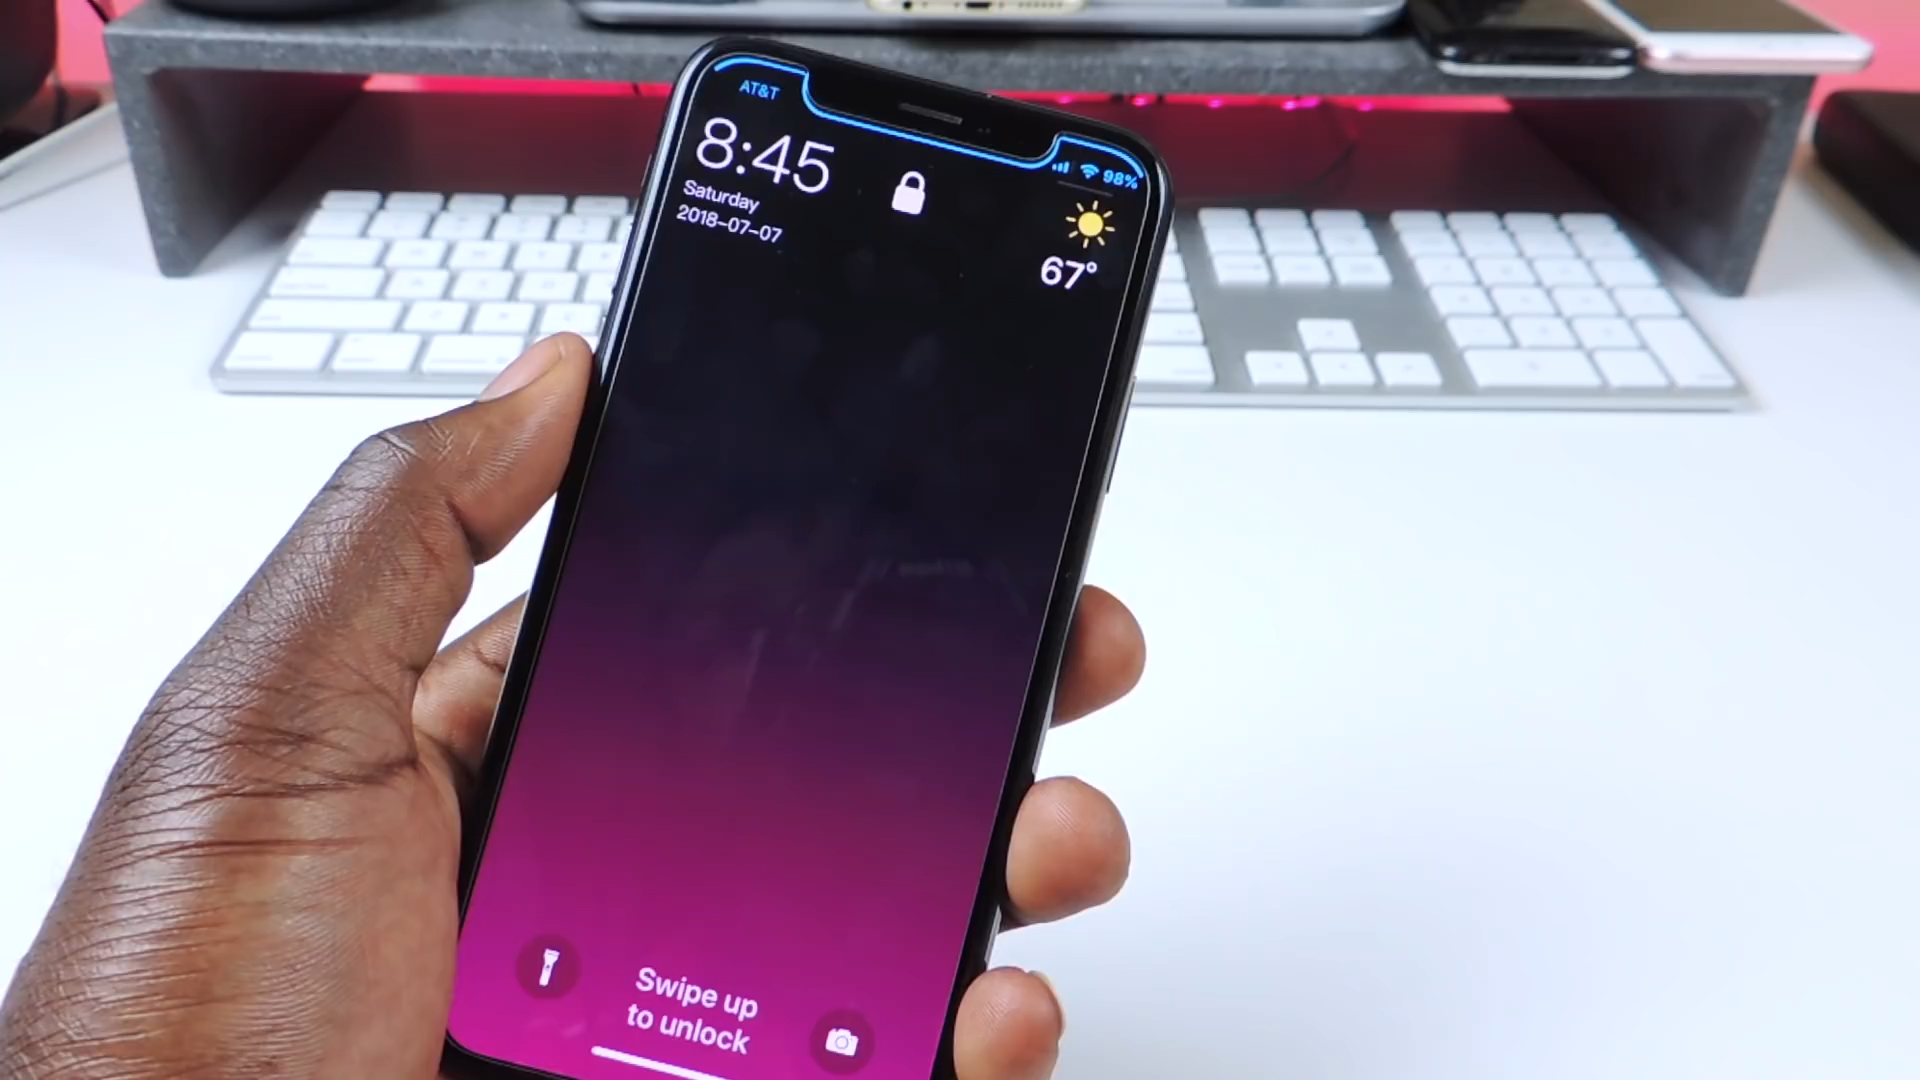 AT&T
98%
8:45
Saturday
2018-07-07
67°
Swipe up
to unlock